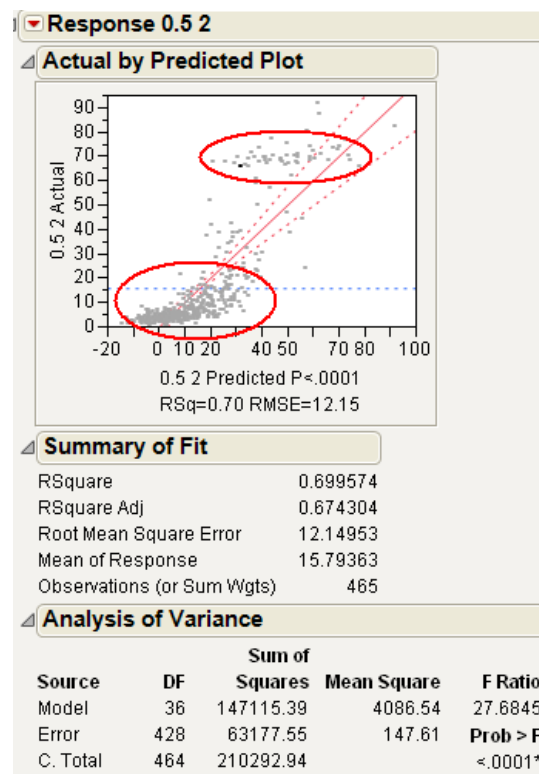 Response 0.5 2
Actual by Predicted Plot
90
80
70
60
50
40
30
20
10
0
0.5 2 Actual
-20 0 10 20 40 50 70 80 100
0.5 2 Predicted P<.0001
RSq=0.70 RMSE=12.15
Summary of Fit
RSquare 0.699574
RSquare Adj 0.674304
Root Mean Square Error 12.14953
Mean of Response 15.79363
Observations (or Sum Wgts) 465
Analysis of Variance
Sum of
Source DF Squares Mean Square F Ratio
Model 36 147115.39 4086.54 27.6845
Error 428 63177.55 147.61 Prob > F
C. Total 464 210292.94 <.0001*